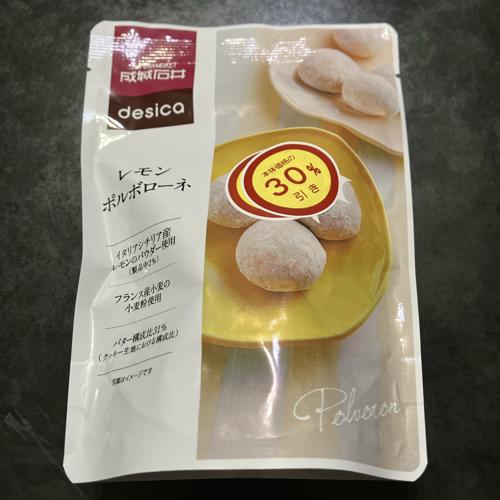 SUPERMARKET
成城石井
desica
レモン
ポルボローネ
イタリアシチリア産
レモンのパウダー使用
(製品中2%)
フランス産小麦の
小麦粉使用
バター構成比31%
(クッキー生地における構成比)
写真はイメージです
本体価格の
30%
引き
Polvoron